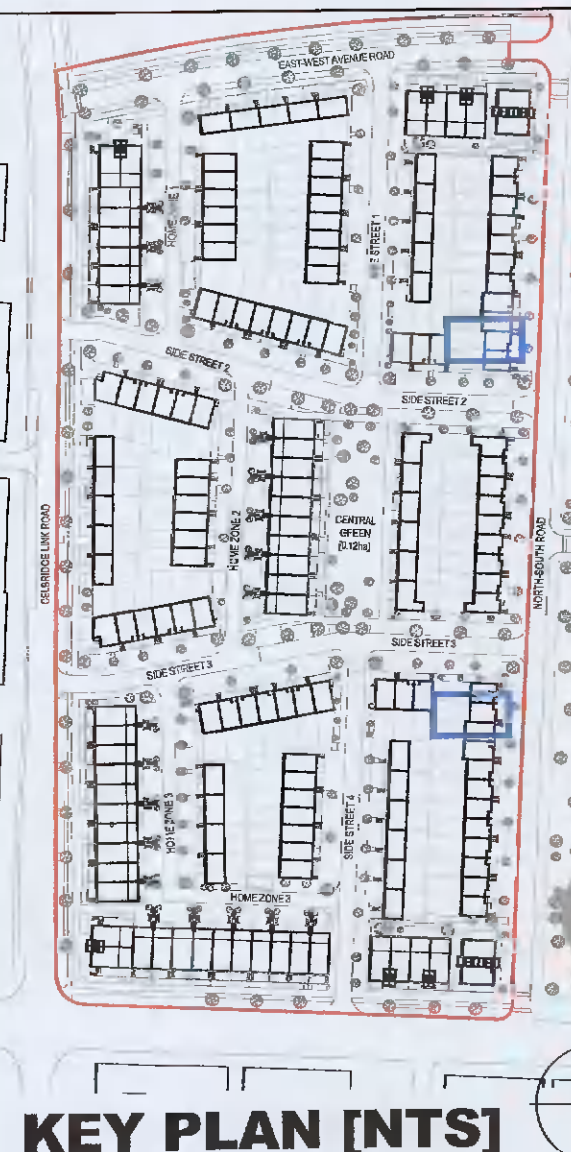 EAST-WEST AVENUE ROAD
HOME ZONE 1
STREET 1
SIDE STREET 2
SIDE STREET 2
CELBRIDGE LINK ROAD
HOME ZONE 2
CENTRAL
GREEN
[0.12ha]
NORTH-SOUTH ROAD
SIDE STREET 3
SIDE STREET 3
HOME ZONE 3
SIDE STREET 4
HOMEZONE 3
KEY PLAN [NTS]